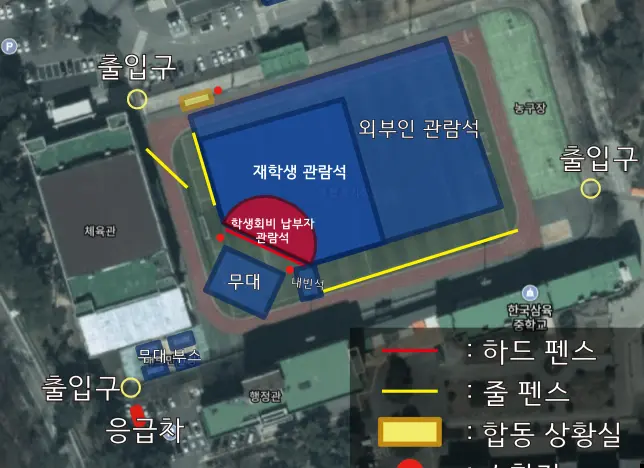 P
출입구
외부인 관람석
농구장
재학생 관람석
출입구
학생회비 납부자
관람석
체육관
무대
내빈석
한국삼육
중학교
무대 부스
: 하드 펜스
출입구
행정관
: 줄 펜스
응급차
: 합동 상황실